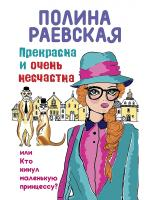 ПОЛИНА
РАЕВСКАЯ
Прекрасна
и очень
несчастна
или
Кто
кинул
маленькую
принцессу?